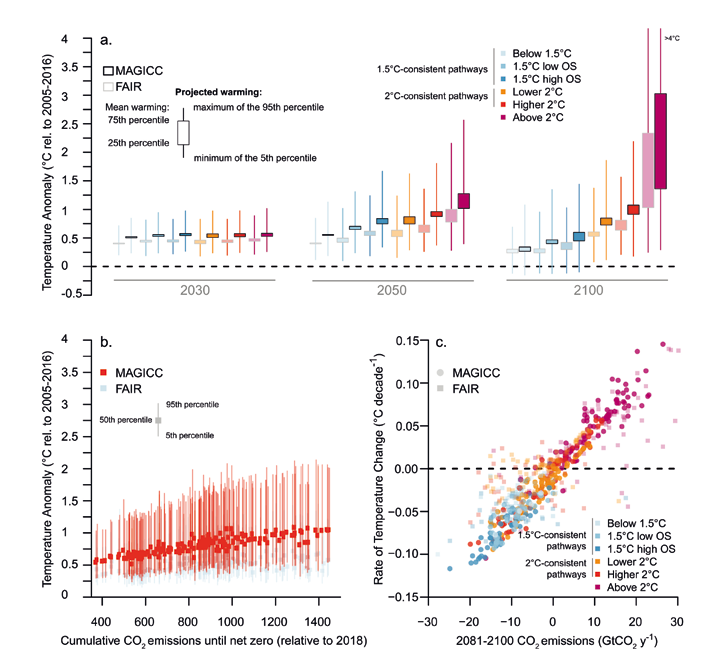 a.
Temperature Anomaly (°C rel. to 2005-2016)
4
3.5
3
2.5
2
1.5
1
0.5
0
-0.5
MAGICC
FAIR
Projected warming:
Mean warming:
75th percentile
25th percentile
maximum of the 95th percentile
minimum of the 5th percentile
1.5°C-consistent pathways
2°C-consistent pathways
Below 1.5°C
1.5°C low OS
1.5°C high OS
Lower 2°C
Higher 2°C
Above 2°C
>4°C
2030
2050
2100
b.
Temperature Anomaly (°C rel. to 2005-2016)
4
3.5
3
2.5
2
1.5
1
0.5
0
MAGICC
FAIR
95th percentile
50th percentile
5th percentile
400
600
800
1000
1200
1400
Cumulative CO₂ emissions until net zero (relative to 2018)
c.
Rate of Temperature Change (°C decade⁻¹)
0.15
0.10
0.05
0.00
−0.05
−0.10
−0.15
MAGICC
FAIR
1.5°C-consistent
pathways
2°C-consistent
pathways
Below 1.5°C
1.5°C low OS
1.5°C high OS
Lower 2°C
Higher 2°C
Above 2°C
−30
−20
−10
0
10
20
30
2081-2100 CO₂ emissions (GtCO₂ y⁻¹)